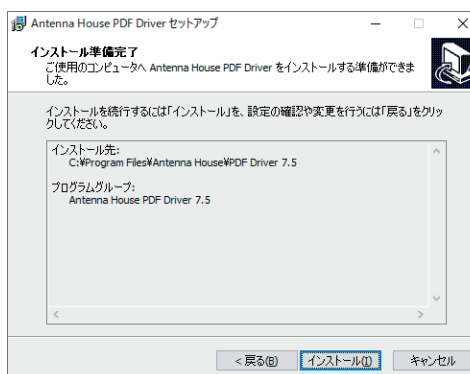 Antenna House PDF Driver セットアップ
インストール準備完了
ご使用のコンピュータへ Antenna House PDF Driver をインストールする準備ができま
した。
インストールを続行するには「インストール」を、設定の確認や変更を行うには「戻る」をクリッ
クしてください。
インストール先:
C:¥Program Files¥Antenna House¥PDF Driver 7.5
プログラムグループ:
Antenna House PDF Driver 7.5
< 戻る(B) インストール(I) キャンセル